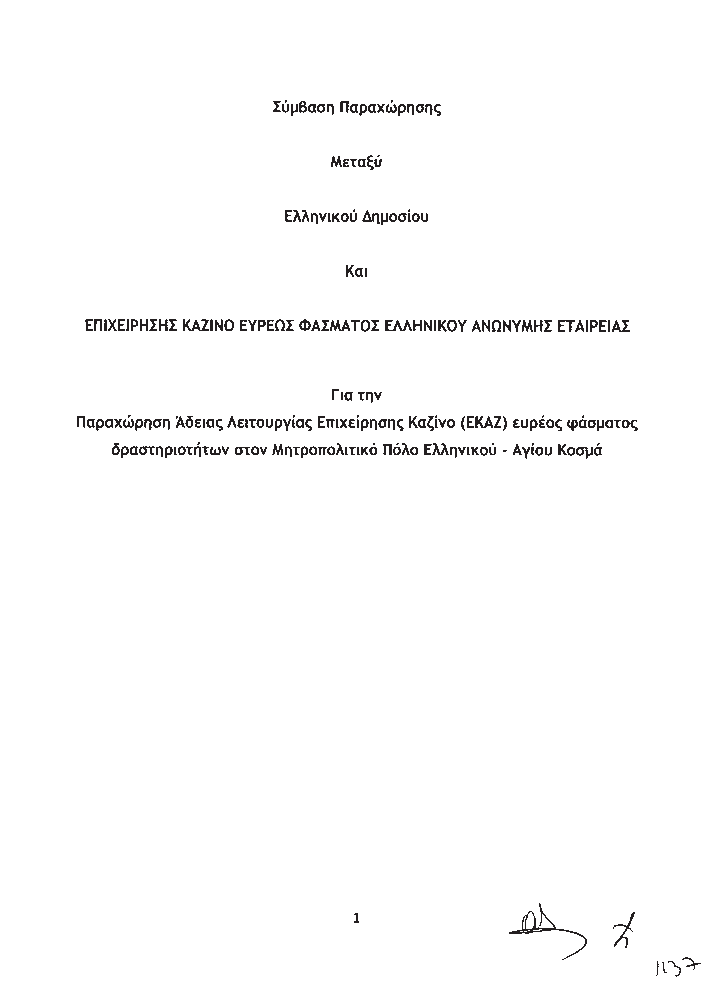 Σύμβαση Παραχώρησης
Μεταξύ
Ελληνικού Δημοσίου
Και
ΕΠΙΧΕΙΡΗΣΗΣ ΚΑΖΙΝΟ ΕΥΡΕΩΣ ΦΑΣΜΑΤΟΣ ΕΛΛΗΝΙΚΟΥ ΑΝΩΝΥΜΗΣ ΕΤΑΙΡΕΙΑΣ
Για την
Παραχώρηση Άδειας Λειτουργίας Επιχείρησης Καζίνο (ΕΚΑΖ) ευρέος φάσματος
δραστηριοτήτων στον Μητροπολιτικό Πόλο Ελληνικού - Αγίου Κοσμά
1